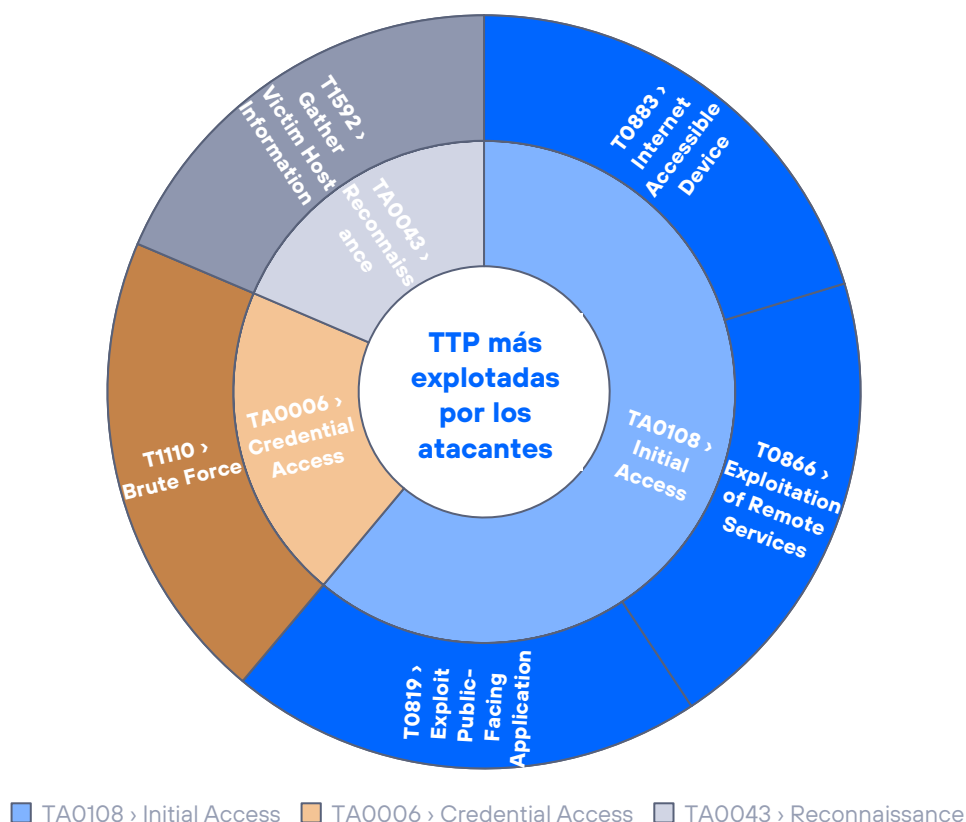 T1592 ›
Gather
Victim Host
Information
TA0043 ›
Reconnaiss
ance
T0883 ›
Internet
Accessible
Device
TTP más
explotadas
por los
atacantes
TA0006 ›
Credential
Access
T1110 ›
Brute Force
TA0108 ›
Initial
Access
T0866 ›
Exploitation
of Remote
Services
T0819 ›
Exploit
Public-
Facing
Application
TA0108 › Initial Access
TA0006 › Credential Access
TA0043 › Reconnaissance